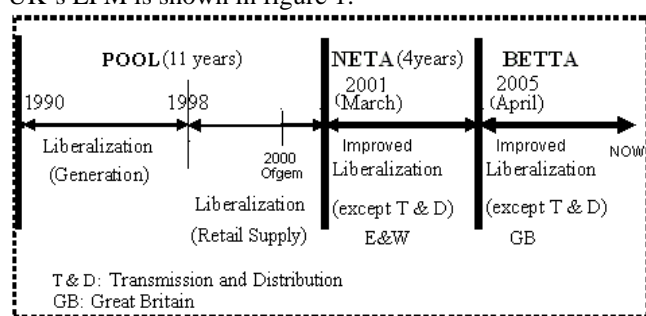 UK's EPM is shown in figure 1.
POOL (11 years) NETA (4years) BETTA
1990 1998 2001 (March) 2005 (April)
Liberalization (Generation)
2000 Ofgem
Liberalization (Retail Supply)
Improved Liberalization (except T & D) E&W
Improved Liberalization (except T & D) GB
NOW
T & D: Transmission and Distribution
GB: Great Britain